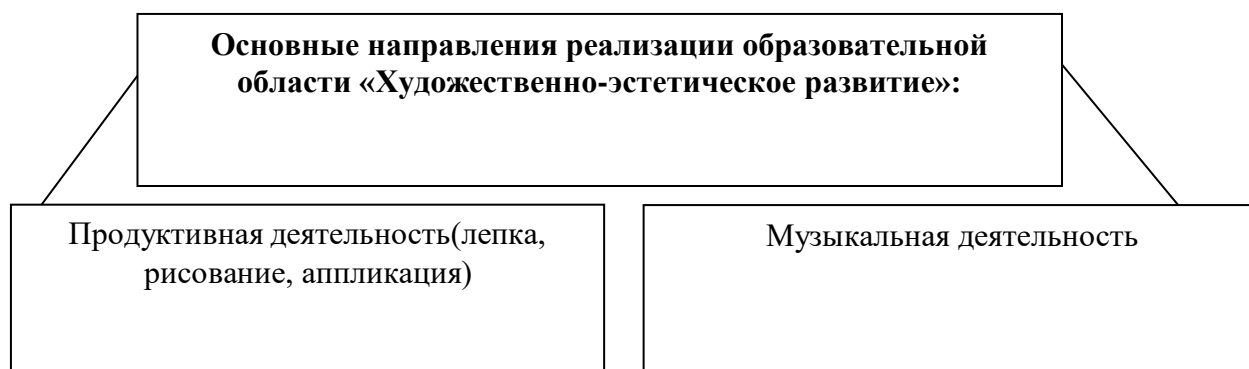 Основные направления реализации образовательной
области «Художественно-эстетическое развитие»:
Продуктивная деятельность(лепка,
рисование, аппликация)
Музыкальная деятельность